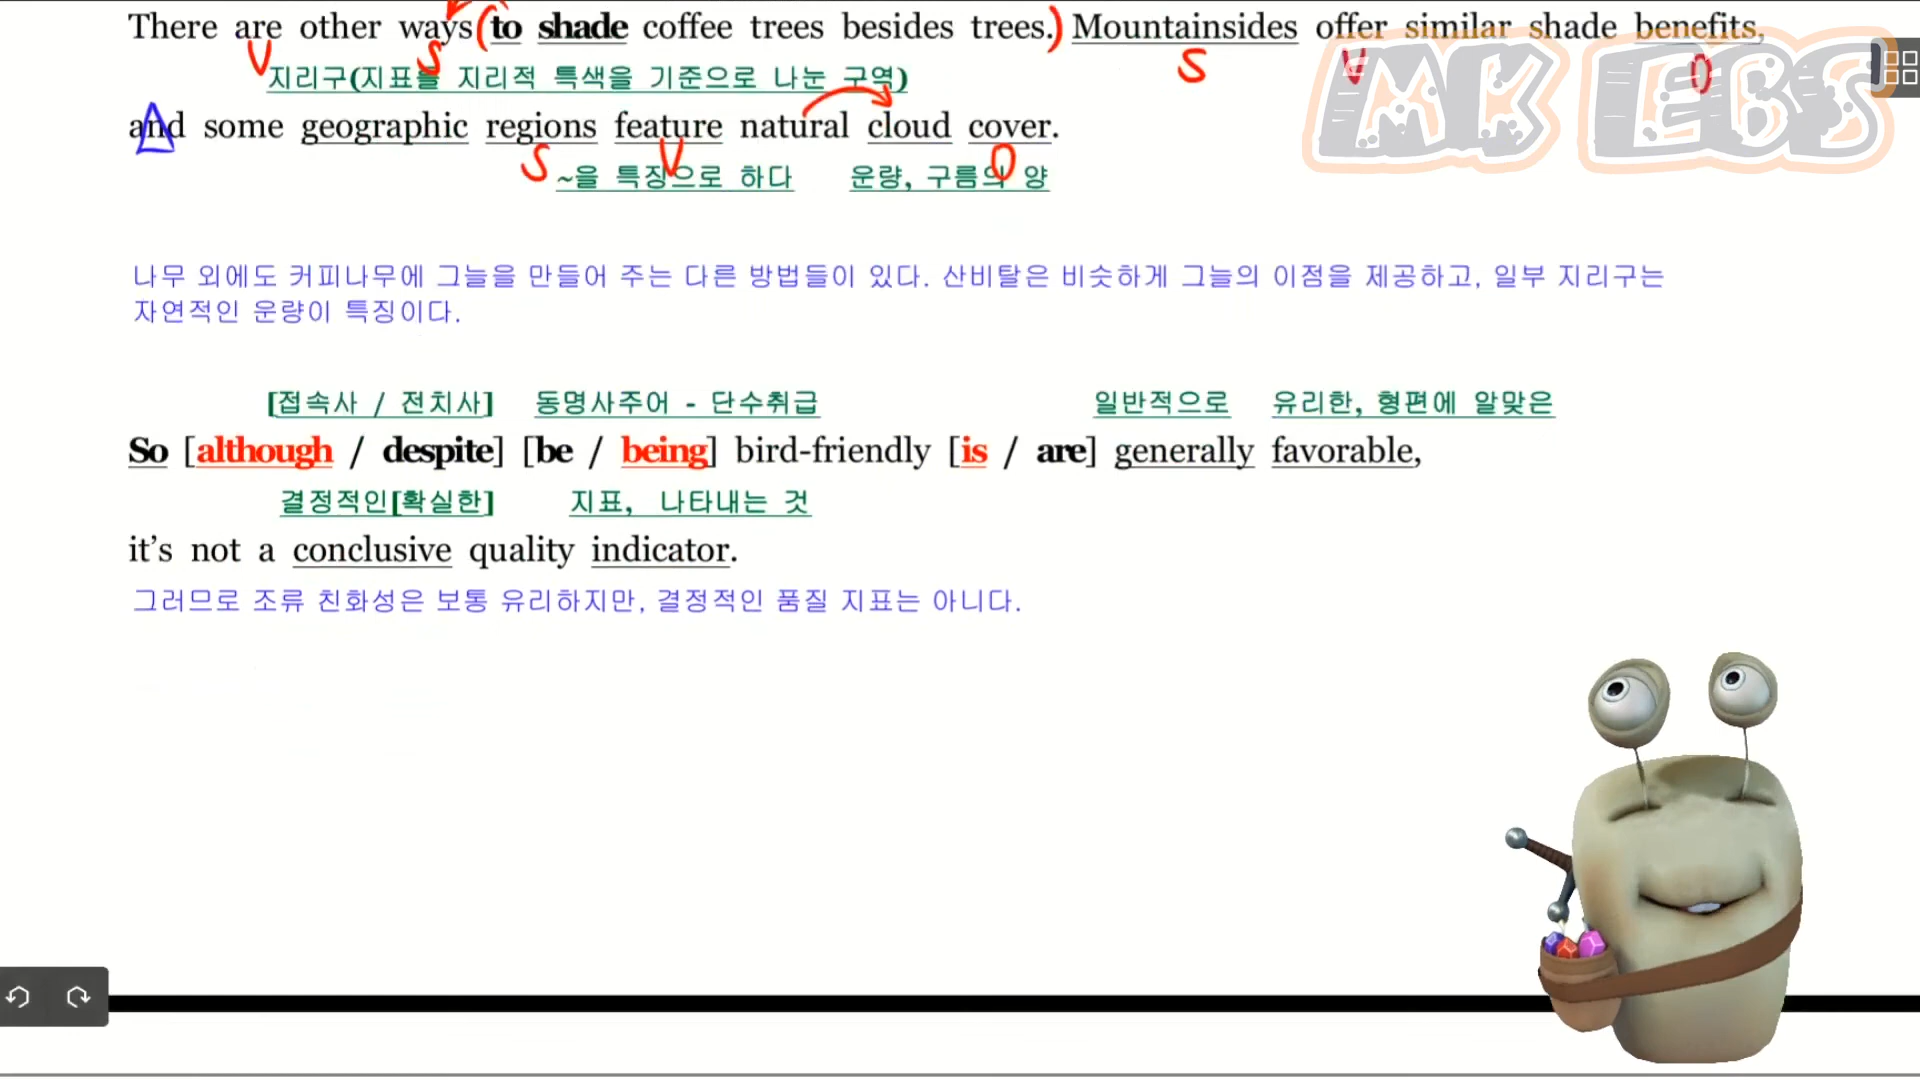 There are other ways (to shade coffee trees besides trees.) Mountainsides offer similar shade benefits,
V S S V O
지리구(지표를 지리적 특색을 기준으로 나눈 구역)
MK EBS
and some geographic regions feature natural cloud cover.
S V O
~을 특징으로 하다 운량, 구름의 양
나무 외에도 커피나무에 그늘을 만들어 주는 다른 방법들이 있다. 산비탈은 비슷하게 그늘의 이점을 제공하고, 일부 지리구는
자연적인 운량이 특징이다.
[접속사 / 전치사] 동명사주어 - 단수취급 일반적으로 유리한, 형편에 알맞은
So [although / despite] [be / being] bird-friendly [is / are] generally favorable,
결정적인[확실한] 지표, 나타내는 것
it’s not a conclusive quality indicator.
그러므로 조류 친화성은 보통 유리하지만, 결정적인 품질 지표는 아니다.